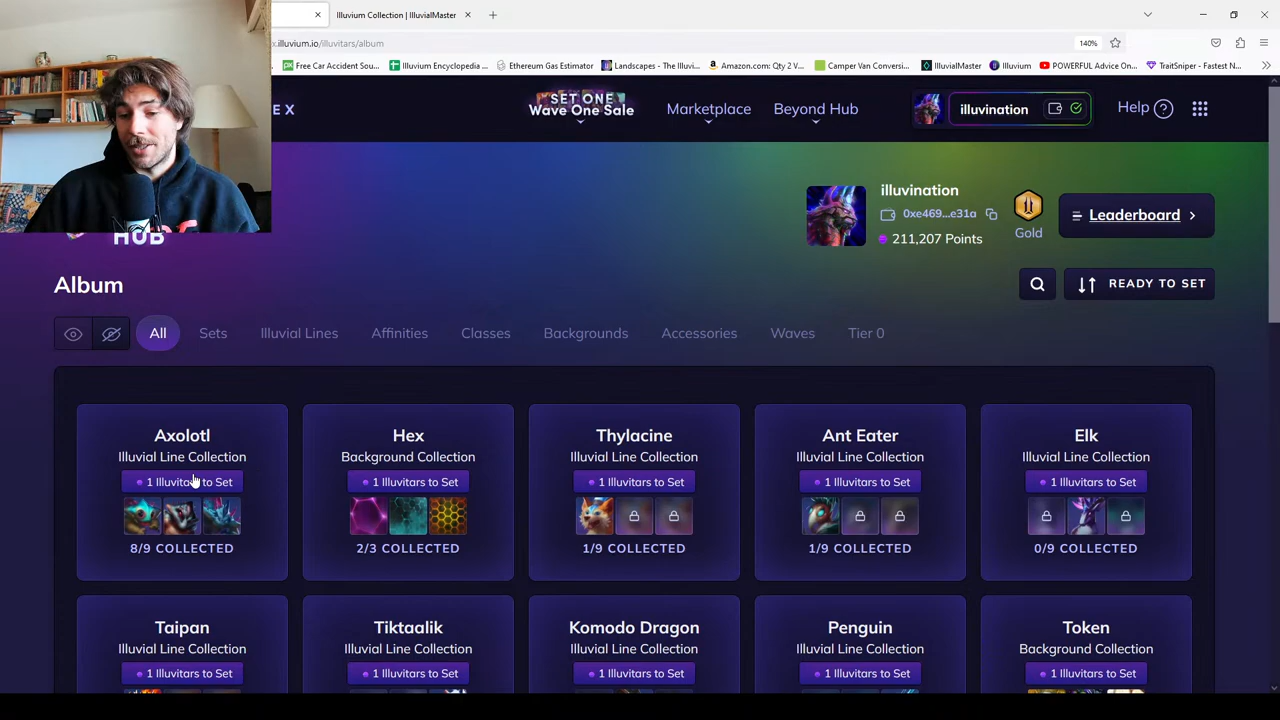 Illuvium Collection | IlluvialMaster
x.illuvium.io/illuvitars/album
140%
Free Car Accident Sou...
Illuvium Encyclopedia ...
Ethereum Gas Estimator
Landscapes - The Illuvi...
Amazon.com: Qty 2 V...
Camper Van Conversi...
IlluvialMaster
Illuvium
POWERFUL Advice On...
TraitSniper - Fastest N...
E X
SET ONE
Wave One Sale
Marketplace
Beyond Hub
illuvination
Help
HUB
illuvination
0xe469...e31a
211,207 Points
Gold
Leaderboard
Album
READY TO SET
All
Sets
Illuvial Lines
Affinities
Classes
Backgrounds
Accessories
Waves
Tier 0
Axolotl
Illuvial Line Collection
1 Illuvitars to Set
8/9 COLLECTED
Hex
Background Collection
1 Illuvitars to Set
2/3 COLLECTED
Thylacine
Illuvial Line Collection
1 Illuvitars to Set
1/9 COLLECTED
Ant Eater
Illuvial Line Collection
1 Illuvitars to Set
1/9 COLLECTED
Elk
Illuvial Line Collection
1 Illuvitars to Set
0/9 COLLECTED
Taipan
Illuvial Line Collection
1 Illuvitars to Set
Tiktaalik
Illuvial Line Collection
1 Illuvitars to Set
Komodo Dragon
Illuvial Line Collection
1 Illuvitars to Set
Penguin
Illuvial Line Collection
1 Illuvitars to Set
Token
Background Collection
1 Illuvitars to Set